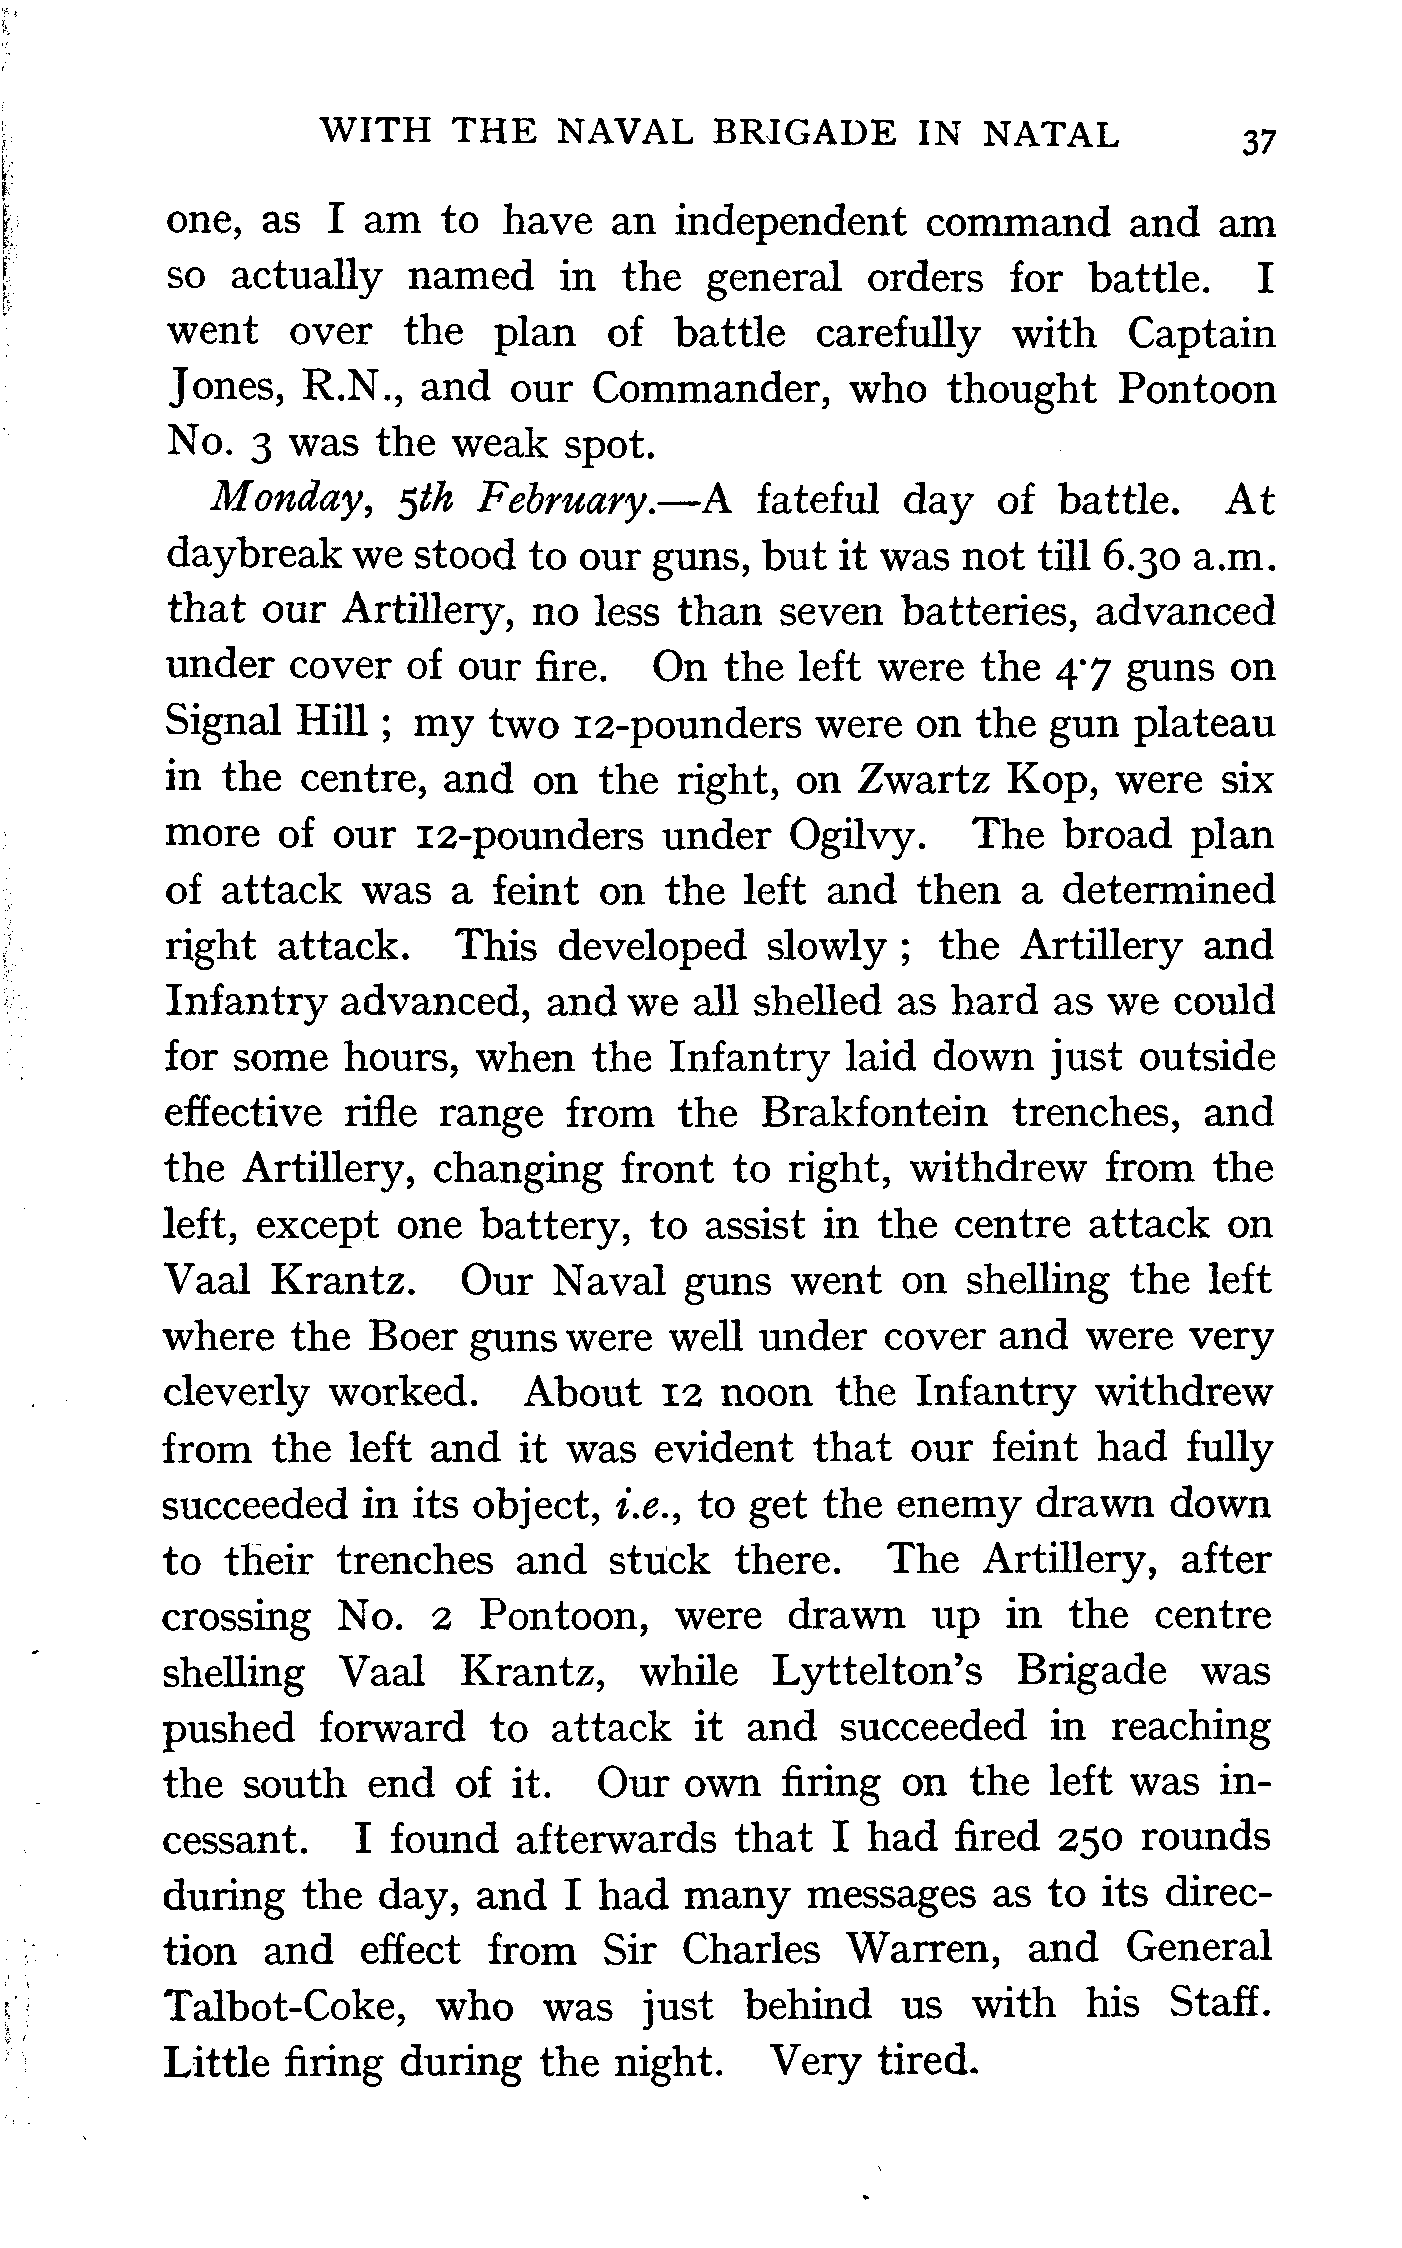 WITH THE NAVAL BRIGADE IN NATAL 37
one, as I am to have an independent command and am
so actually named in the general orders for battle. I
went over the plan of battle carefully with Captain
Jones, R.N., and our Commander, who thought Pontoon
No. 3 was the weak spot.
Monday, 5th February.—A fateful day of battle. At
daybreak we stood to our guns, but it was not till 6.30 a.m.
that our Artillery, no less than seven batteries, advanced
under cover of our fire. On the left were the 4·7 guns on
Signal Hill ; my two 12-pounders were on the gun plateau
in the centre, and on the right, on Zwartz Kop, were six
more of our 12-pounders under Ogilvy. The broad plan
of attack was a feint on the left and then a determined
right attack. This developed slowly ; the Artillery and
Infantry advanced, and we all shelled as hard as we could
for some hours, when the Infantry laid down just outside
effective rifle range from the Brakfontein trenches, and
the Artillery, changing front to right, withdrew from the
left, except one battery, to assist in the centre attack on
Vaal Krantz. Our Naval guns went on shelling the left
where the Boer guns were well under cover and were very
cleverly worked. About 12 noon the Infantry withdrew
from the left and it was evident that our feint had fully
succeeded in its object, i.e., to get the enemy drawn down
to their trenches and stuck there. The Artillery, after
crossing No. 2 Pontoon, were drawn up in the centre
shelling Vaal Krantz, while Lyttelton's Brigade was
pushed forward to attack it and succeeded in reaching
the south end of it. Our own firing on the left was in-
cessant. I found afterwards that I had fired 250 rounds
during the day, and I had many messages as to its direc-
tion and effect from Sir Charles Warren, and General
Talbot-Coke, who was just behind us with his Staff.
Little firing during the night. Very tired.